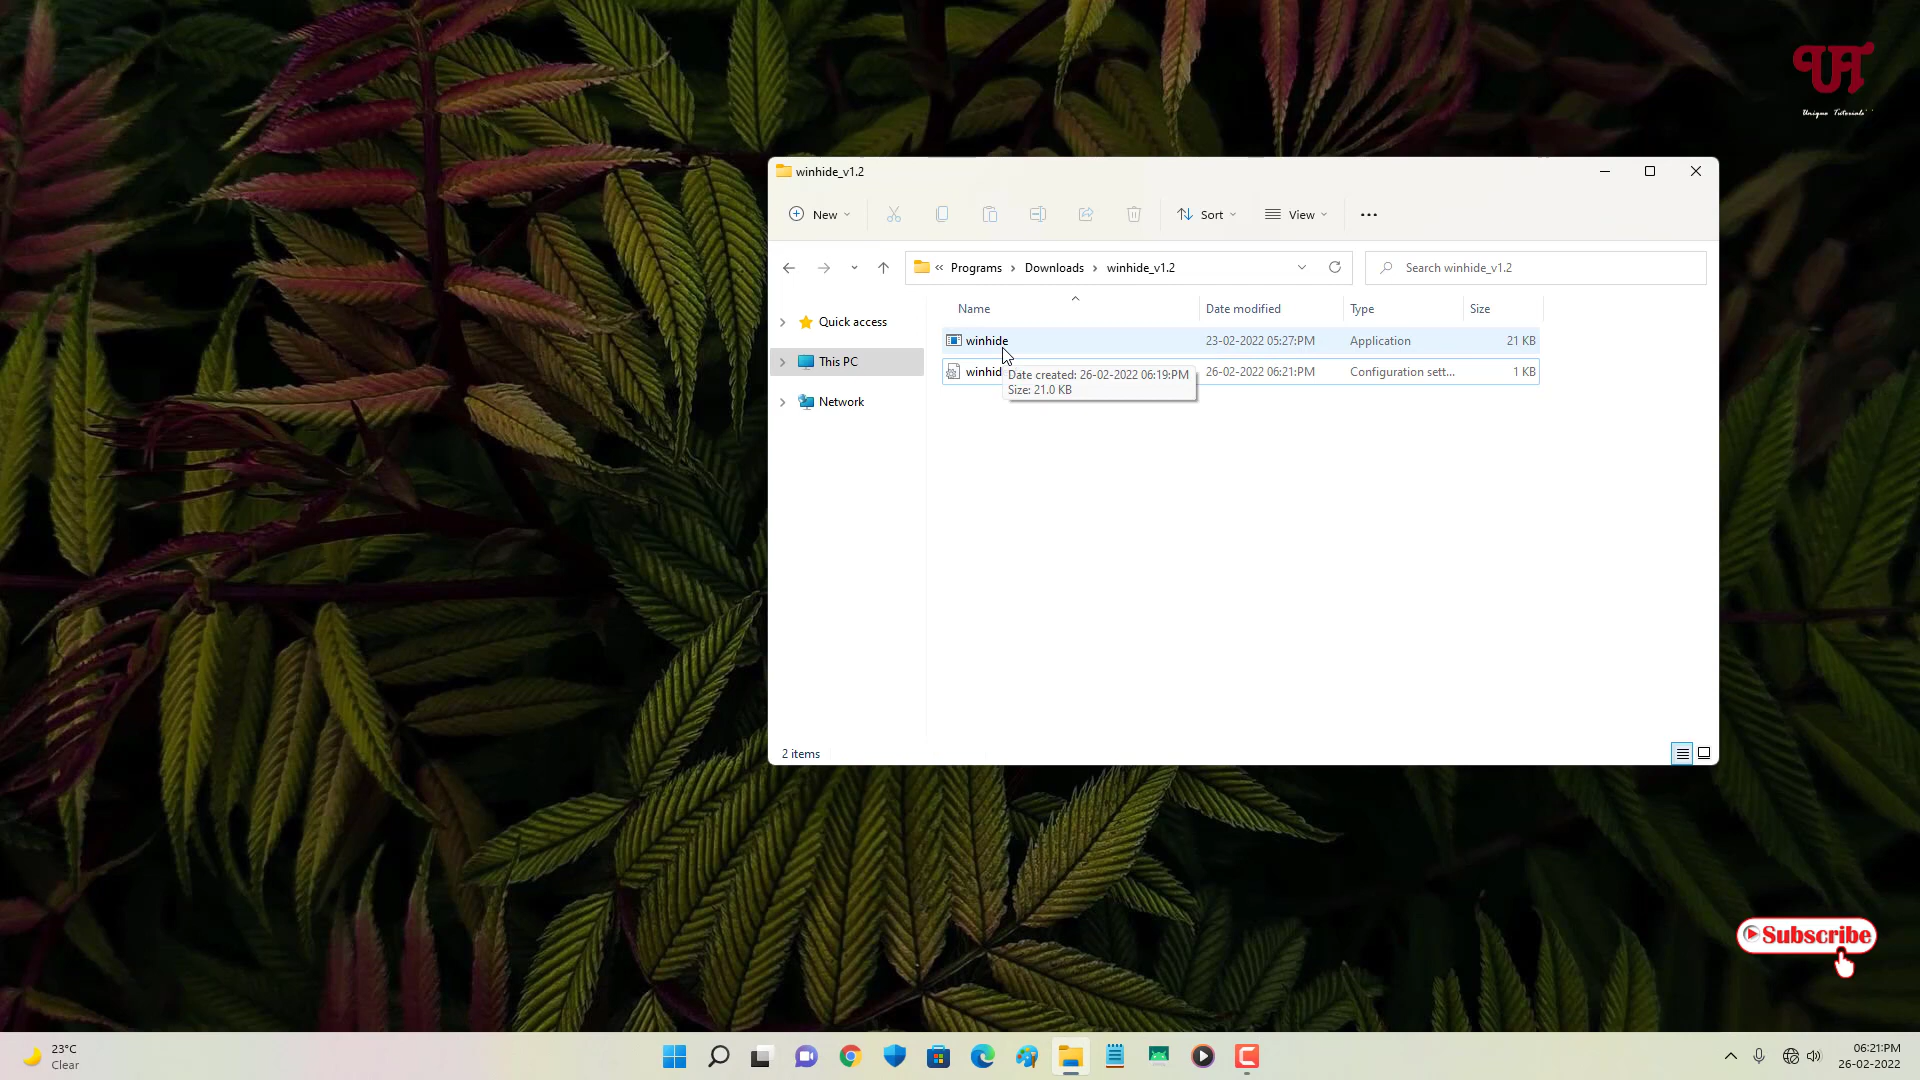 UT
Unique Tutorials
winhide_v1.2
New
Sort
View
« Programs > Downloads > winhide_v1.2
Search winhide_v1.2
Name
Date modified
Type
Size
Quick access
This PC
Network
winhide
23-02-2022 05:27:PM
Application
21 KB
winhid
26-02-2022 06:21:PM
Configuration sett...
1 KB
Date created: 26-02-2022 06:19:PM
Size: 21.0 KB
2 items
Subscribe
23°C
Clear
06:21:PM
26-02-2022